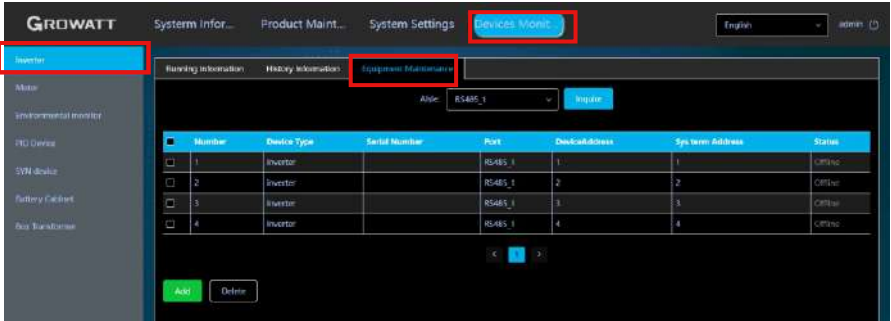 GROWATT
Systerm Infor... Product Maint... System Settings Devices Monit... English admin
Inverter
Running Information History Information Equipment Maintenance
Meter
Able: RS485_1 Inquire
Environmental monitor
PID Device
Number Device Type Serial Number Port DeviceAddress Sys term Address Status
1 Inverter RS485_1 1 1 Offline
SYN device
2 Inverter RS485_1 2 2 Offline
Battery Cabinet
3 Inverter RS485_1 3 3 Offline
Box Transformer
4 Inverter RS485_1 4 4 Offline
< 1 >
Add Delete